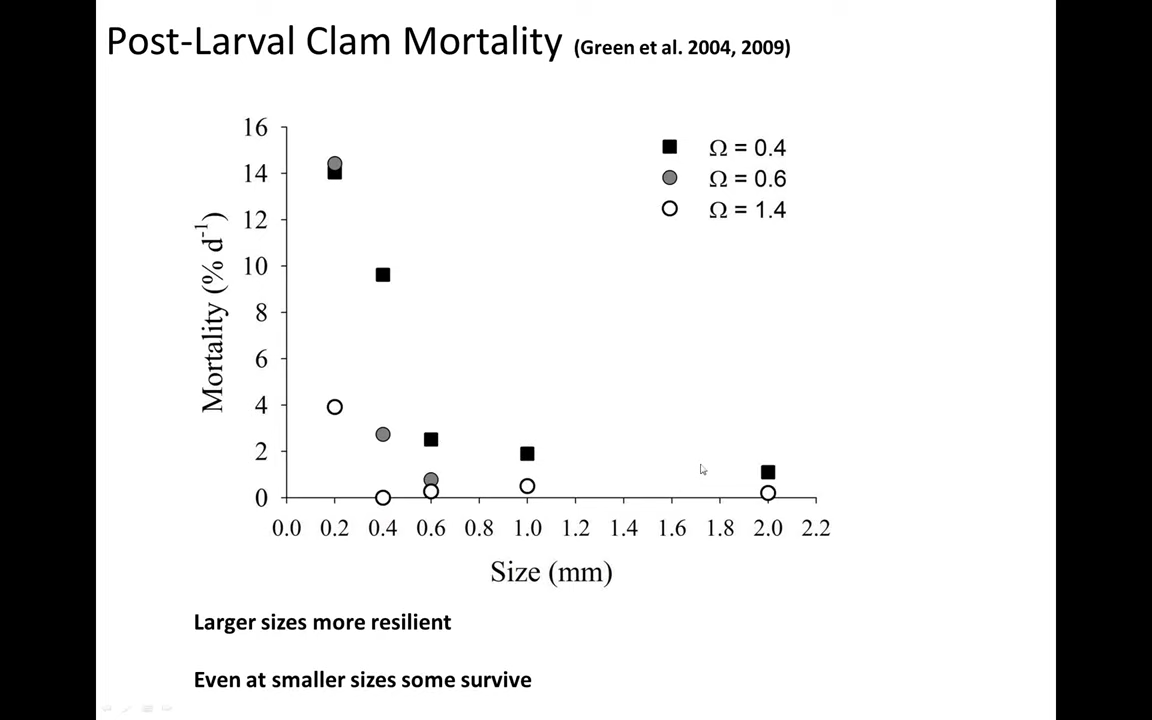 Post-Larval Clam Mortality (Green et al. 2004, 2009)
16
14
12
10
8
6
4
2
0
Mortality (% d⁻¹)
Ω = 0.4
Ω = 0.6
Ω = 1.4
0.0 0.2 0.4 0.6 0.8 1.0 1.2 1.4 1.6 1.8 2.0 2.2
Size (mm)
Larger sizes more resilient
Even at smaller sizes some survive